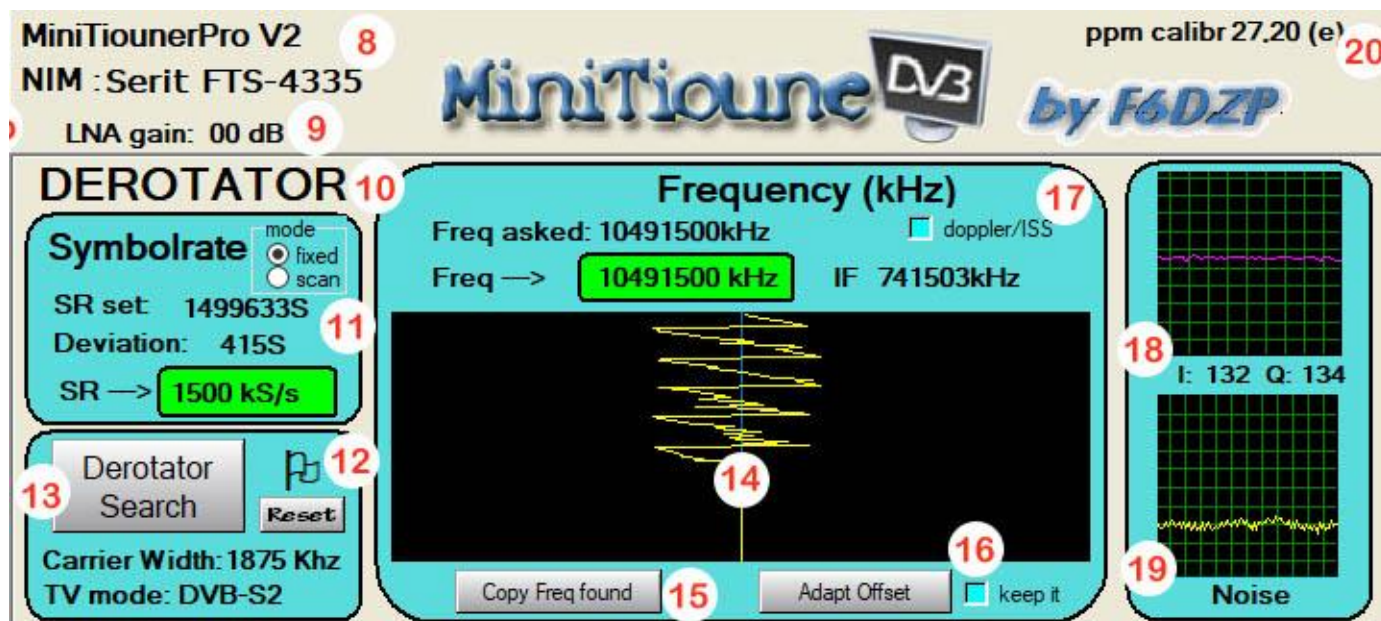 MiniTiounerPro V2
8
NIM : Serit FTS-4335
LNA gain: 00 dB
9
MiniTioune
DVB
by F6DZP
ppm calibr 27,20 (e)
20
DEROTATOR
10
Symbolrate
mode
fixed
scan
SR set: 1499633S
11
Deviation: 415S
SR —> 1500 kS/s
Derotator
Search
13
12
Reset
Carrier Width: 1875 Khz
TV mode: DVB-S2
Frequency (kHz)
17
Freq asked: 10491500kHz
doppler/ISS
Freq —> 10491500 kHz IF 741503kHz
14
Copy Freq found
15
Adapt Offset
16
keep it
18
I: 132 Q: 134
19
Noise